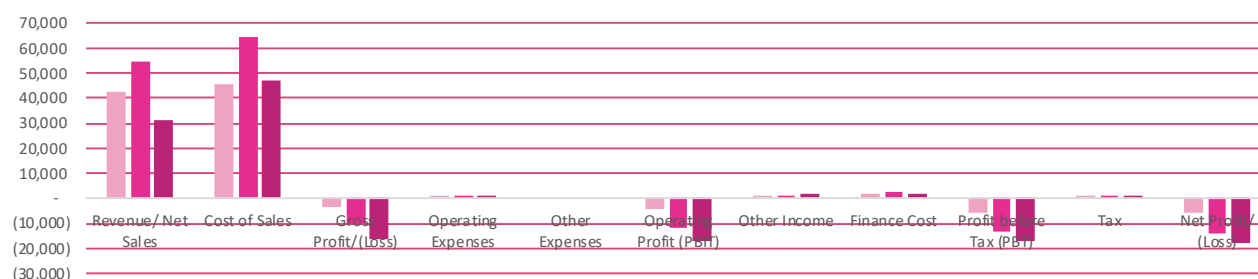 70,000
60,000
50,000
40,000
30,000
20,000
10,000
-
(10,000)
(20,000)
(30,000)
Revenue/ Net
Sales
Cost of Sales
Gross
Profit/(Loss)
Operating
Expenses
Other
Expenses
Operating
Profit (PBIT)
Other Income
Finance Cost
Profit before
Tax (PBT)
Tax
Net Profit/
(Loss)